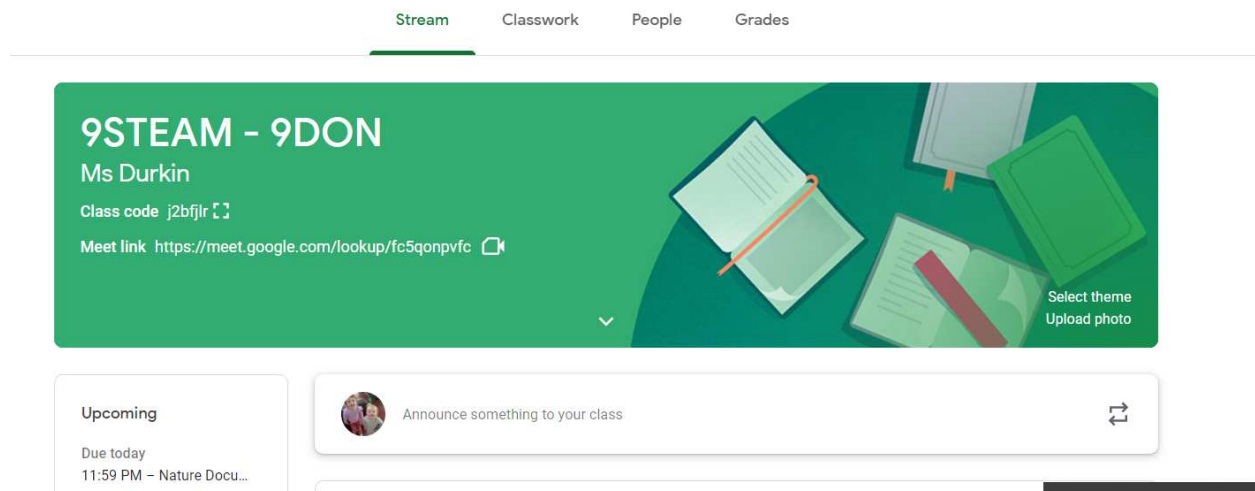 Stream Classwork People Grades
9STEAM - 9DON
Ms Durkin
Class code j2bfjlr
Meet link https://meet.google.com/lookup/fc5qonpvfc
Select theme
Upload photo
Upcoming
Due today
11:59 PM – Nature Docu...
Announce something to your class